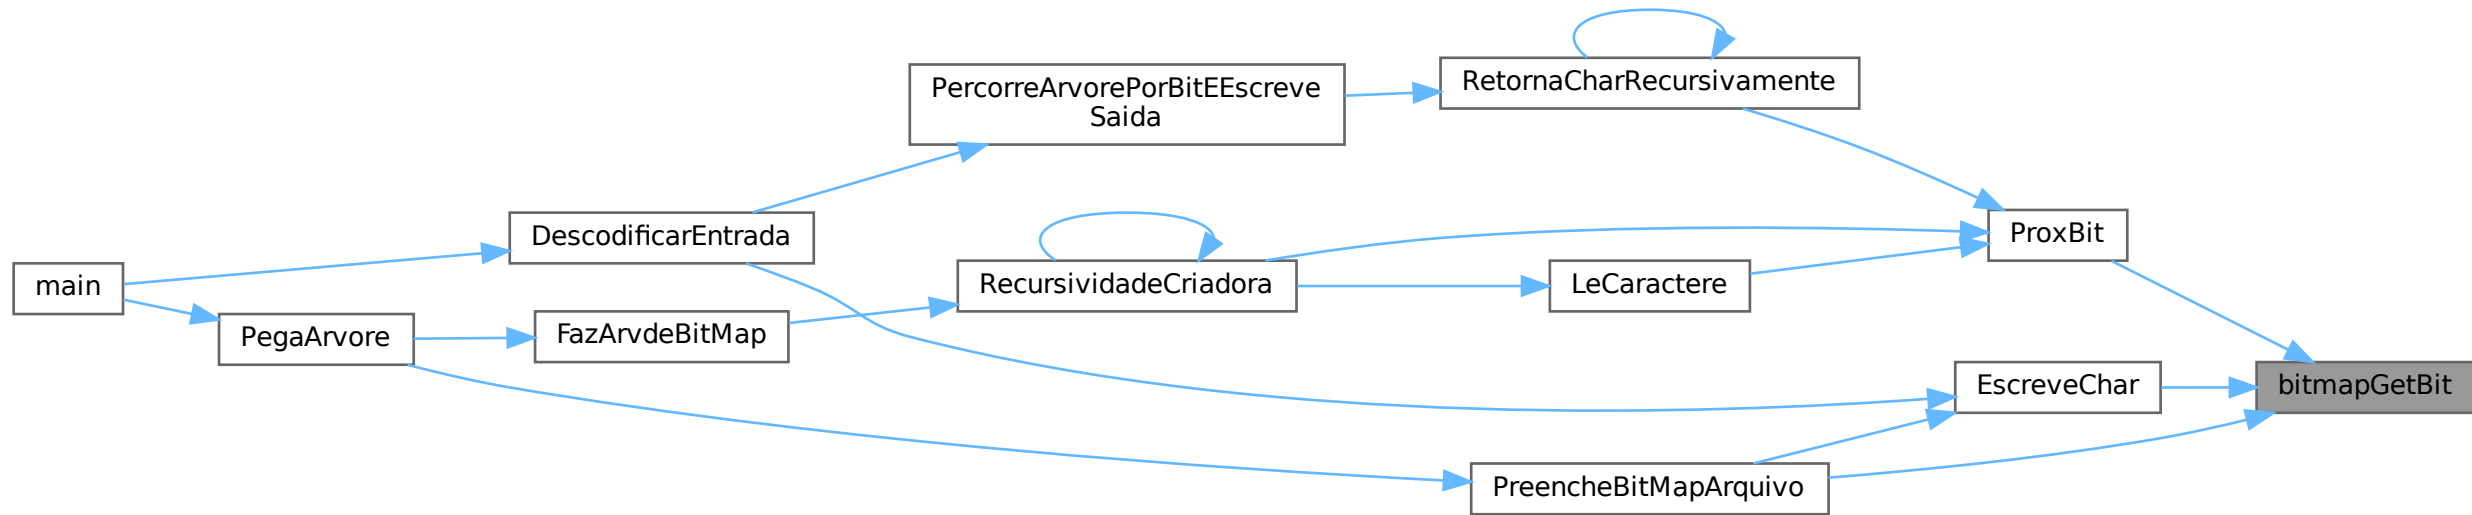 PercorreArvorePorBitEEscreve
Saida
RetornaCharRecursivamente
DescodificarEntrada
ProxBit
main
RecursividadeCriadora
LeCaractere
PegaArvore
FazArvdeBitMap
EscreveChar
bitmapGetBit
PreencheBitMapArquivo